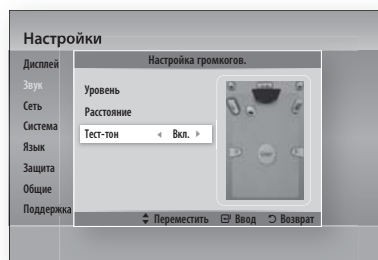 Настройки
Дисплей
Звук
Сеть
Система
Язык
Защита
Общие
Поддержка
Настройка громкогов.
Уровень
Расстояние
Тест-тон ◀ Вкл. ▶
Переместить Ввод Возврат